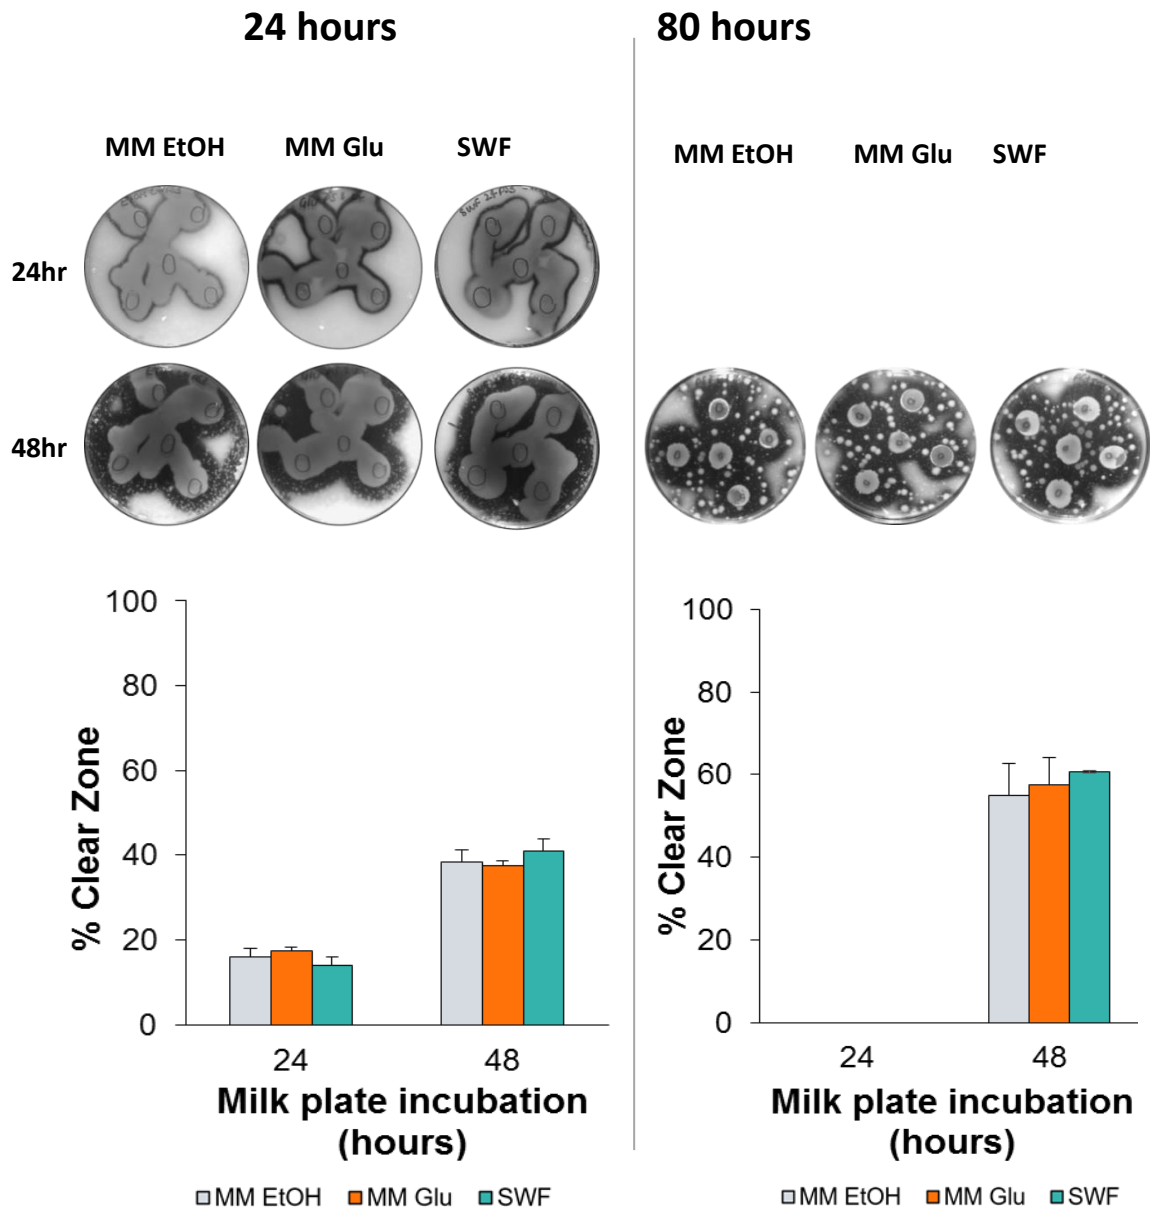 24 hours
80 hours
MM EtOH
MM Glu
SWF
MM EtOH
MM Glu
SWF
24hr
48hr
100
80
60
40
20
0
% Clear Zone
24
48
Milk plate incubation
(hours)
MM EtOH
MM Glu
SWF
100
80
60
40
20
0
% Clear Zone
24
48
Milk plate incubation
(hours)
MM EtOH
MM Glu
SWF